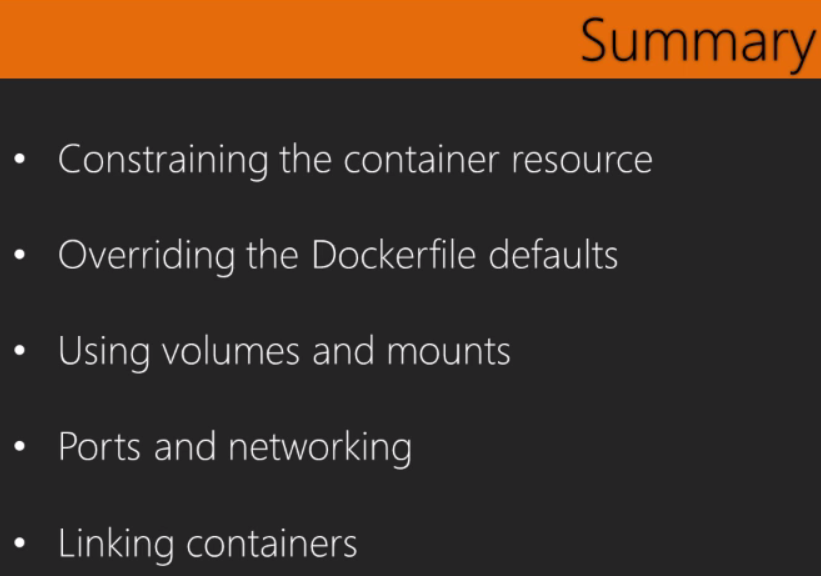 Summary
• Constraining the container resource
• Overriding the Dockerfile defaults
• Using volumes and mounts
• Ports and networking
• Linking containers